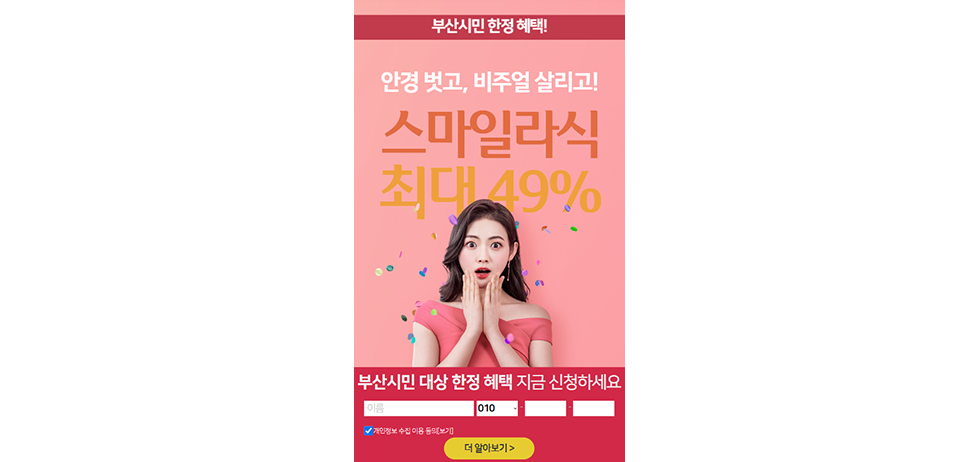 부산시민 한정 혜택!
안경 벗고, 비주얼 살리고!
스마일라식
최대 49%
부산시민 대상 한정 혜택 지금 신청하세요
이름 010 - -
개인정보 수집 이용 동의[보기]
더 알아보기 >